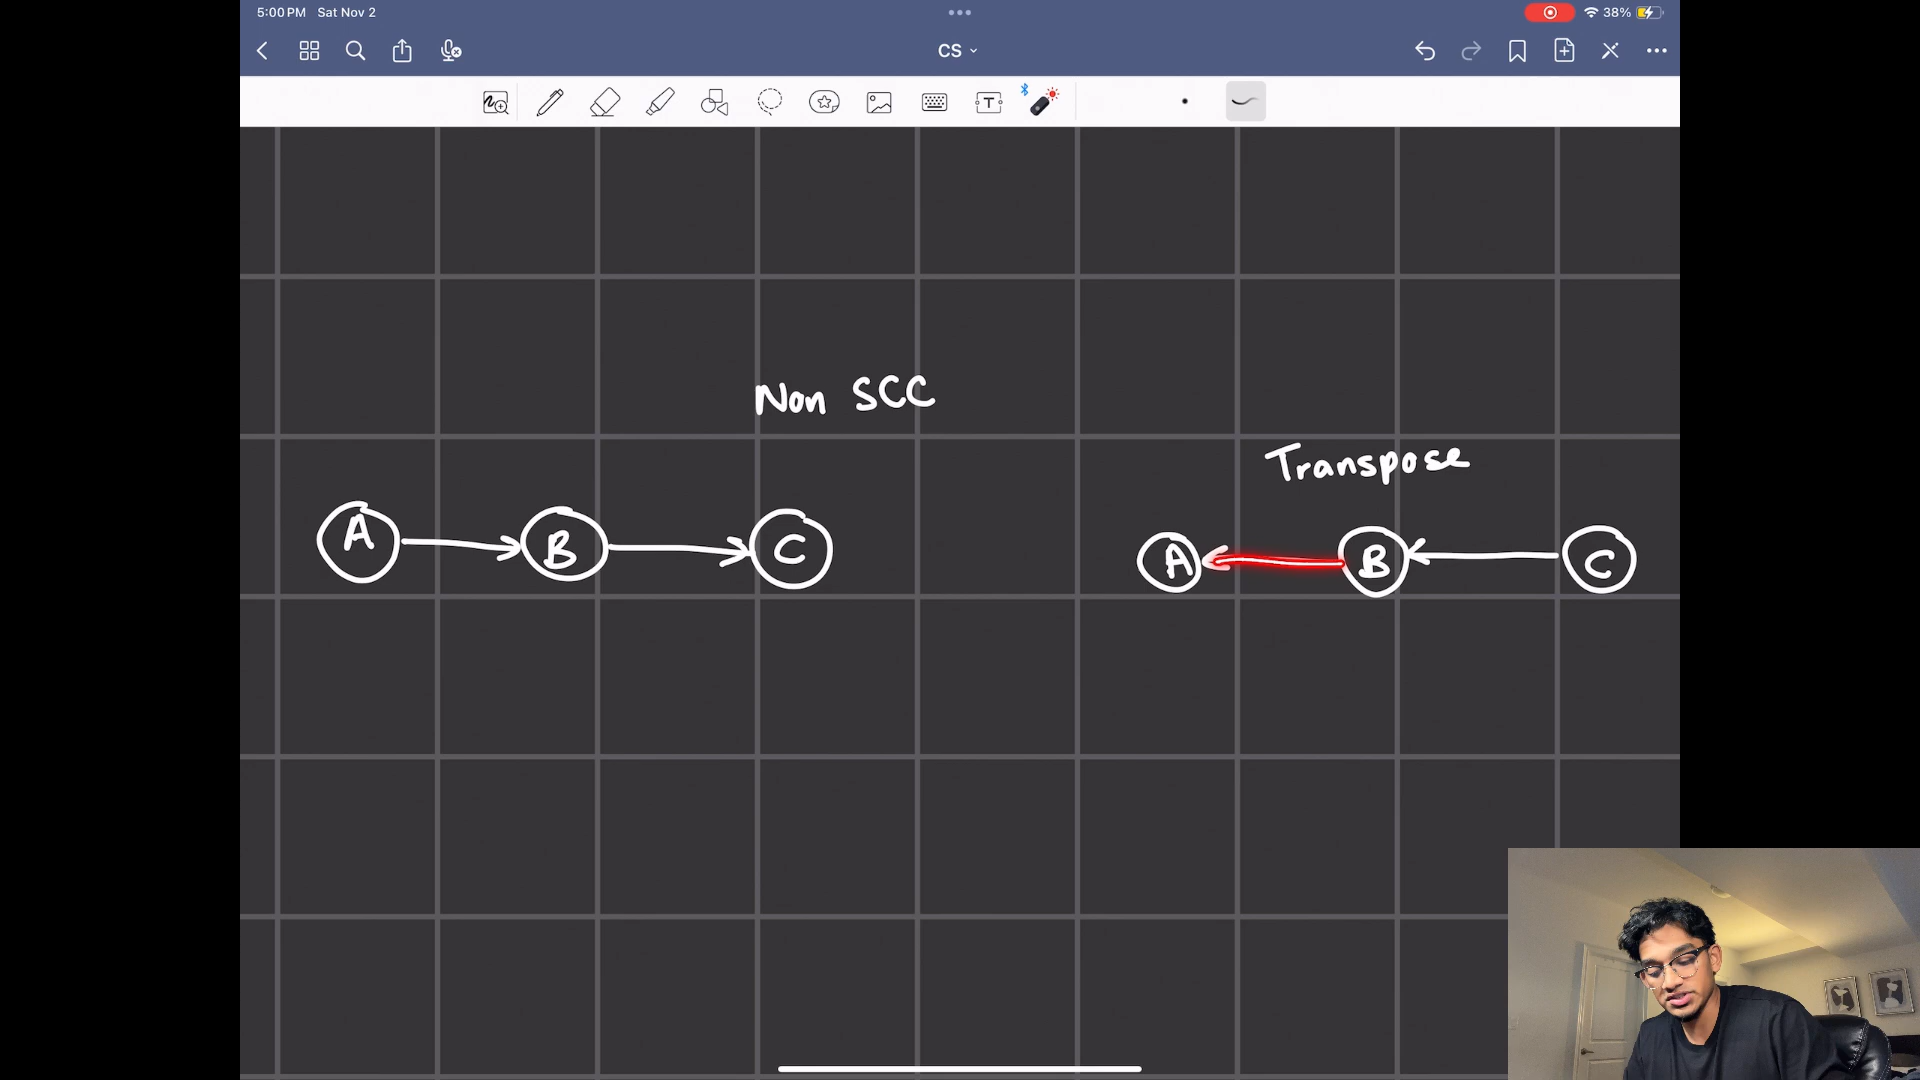 5:00 PM Sat Nov 2
38%
CS
T
Non SCC
Transpose
A B C
A B C